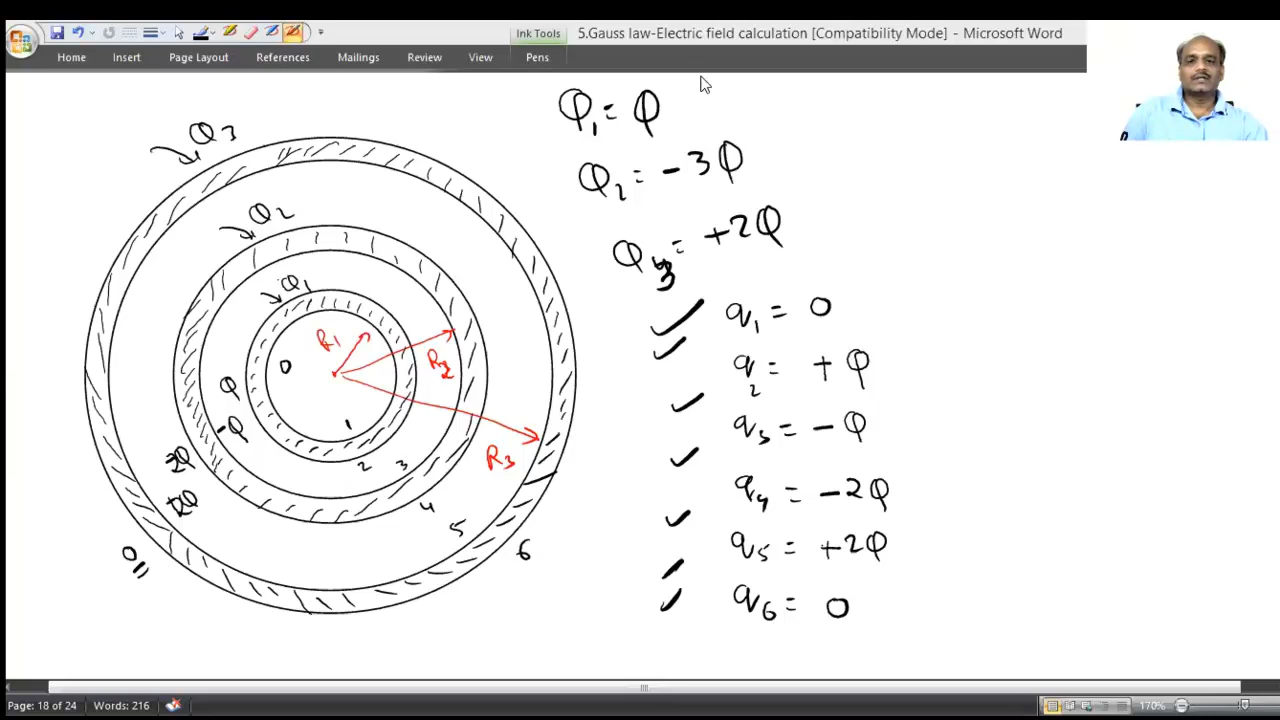 Ink Tools
5.Gauss law-Electric field calculation [Compatibility Mode] - Microsoft Word
Home Insert Page Layout References Mailings Review View Pens
Q₁ = Q
Q₂ = -3Q
Q₃ = +2Q
q₁ = 0
q₂ = +Q
q₃ = -Q
q₄ = -2Q
q₅ = +2Q
q₆ = 0
Q₃
Q₂
Q₁
R₁
R₂
R₃
0
Q
-Q
2Q
0
1
2
3
4
5
6
Page: 18 of 24 Words: 216 170%